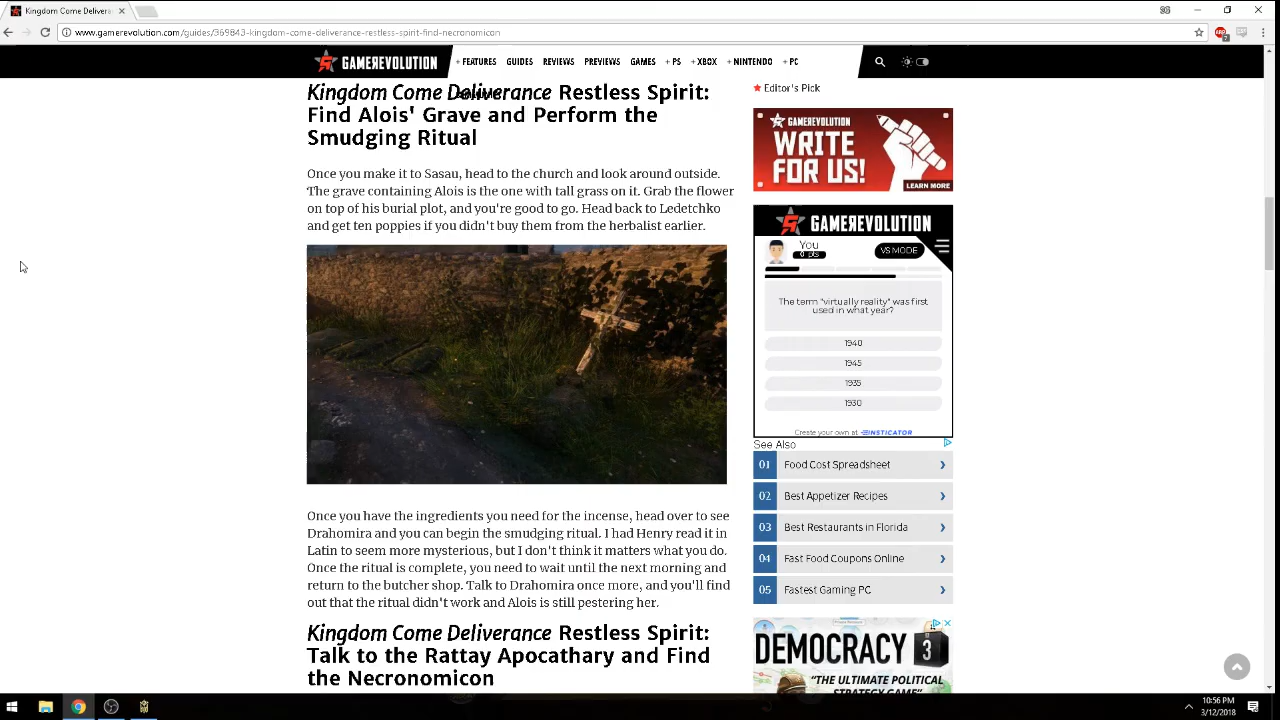 Kingdom Come Deliverance
SG
www.gamerevolution.com/guides/369843-kingdom-come-deliverance-restless-spirit-find-necronomicon
GAMEREVOLUTION
+ FEATURES GUIDES REVIEWS PREVIEWS GAMES + PS + XBOX + NINTENDO + PC
Kingdom Come Deliverance Restless Spirit:
Find Alois' Grave and Perform the
Smudging Ritual
Once you make it to Sasau, head to the church and look around outside.
The grave containing Alois is the one with tall grass on it. Grab the flower
on top of his burial plot, and you're good to go. Head back to Ledetchko
and get ten poppies if you didn't buy them from the herbalist earlier.
Once you have the ingredients you need for the incense, head over to see
Drahomira and you can begin the smudging ritual. I had Henry read it in
Latin to seem more mysterious, but I don't think it matters what you do.
Once the ritual is complete, you need to wait until the next morning and
return to the butcher shop. Talk to Drahomira once more, and you'll find
out that the ritual didn't work and Alois is still pestering her.
Kingdom Come Deliverance Restless Spirit:
Talk to the Rattay Apocathary and Find
the Necronomicon
Editor's Pick
GAMEREVOLUTION
WRITE
FOR US!
LEARN MORE
GAMEREVOLUTION
You
0 pts
VS MODE
The term "virtually reality" was first
used in what year?
1940
1945
1935
1930
Create your own at INSTICATOR
See Also
01 Food Cost Spreadsheet
02 Best Appetizer Recipes
03 Best Restaurants in Florida
04 Fast Food Coupons Online
05 Fastest Gaming PC
DEMOCRACY 3
"THE ULTIMATE POLITICAL
STRATEGY GAME"
10:56 PM
3/12/2018